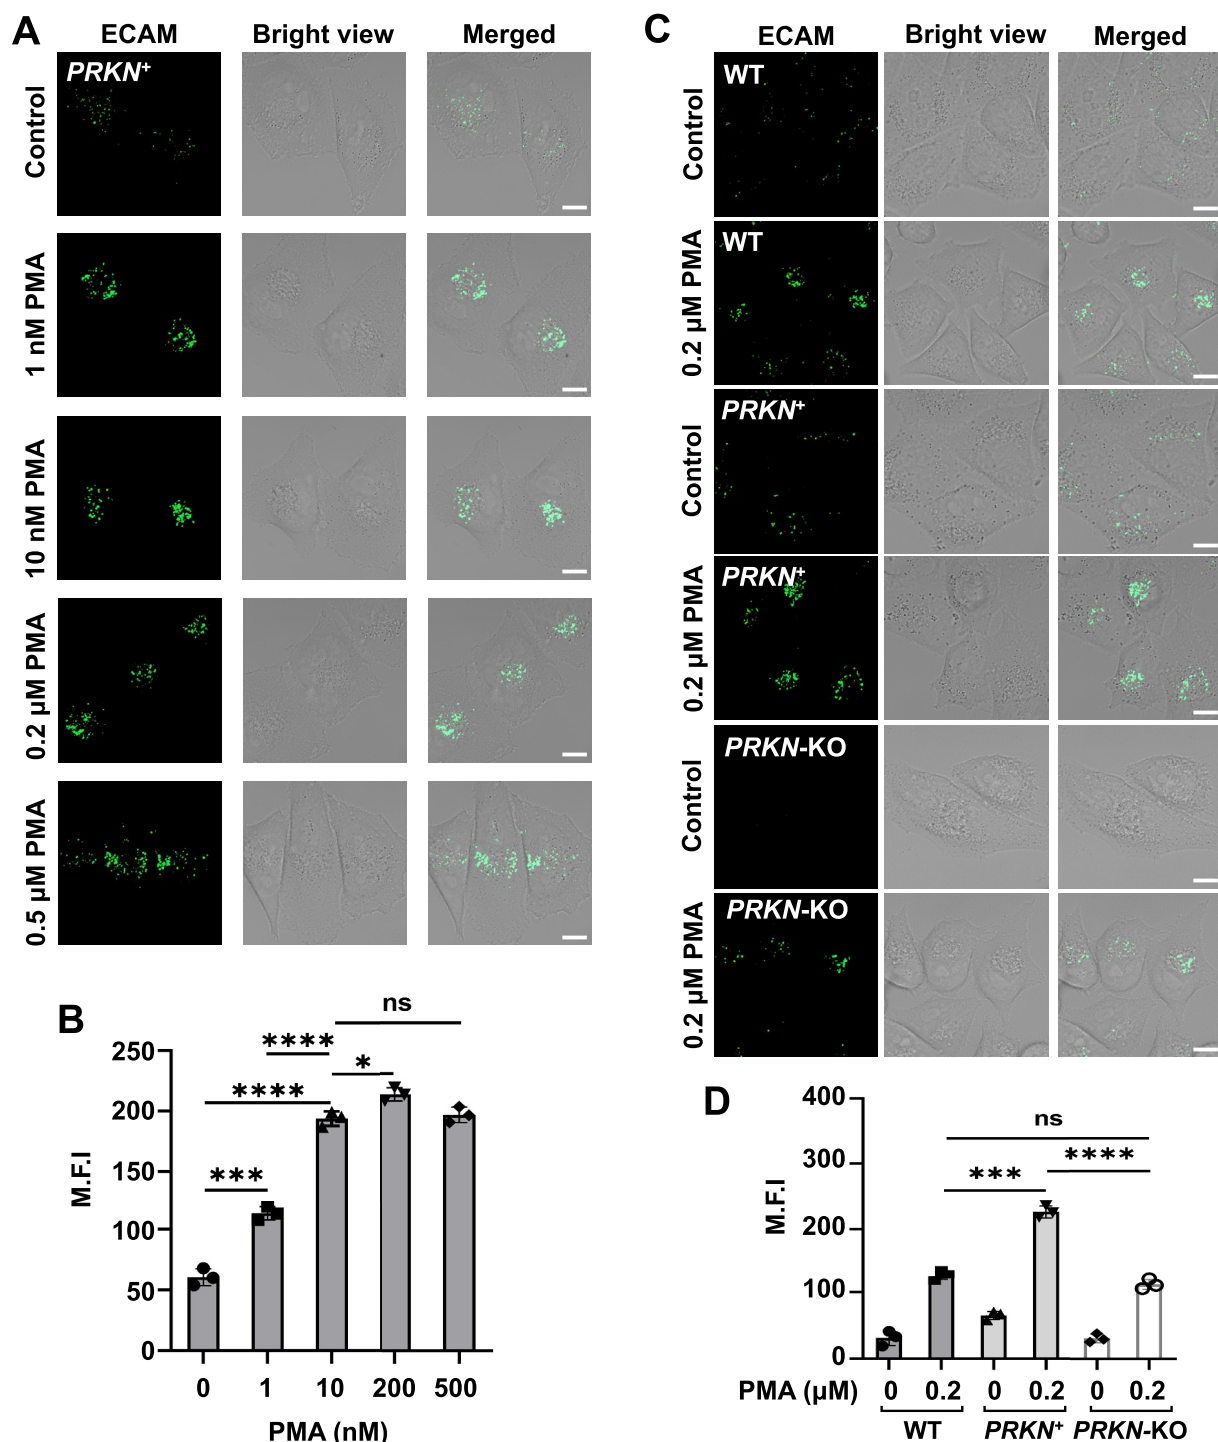 A
ECAM
Bright view
Merged
PRKN+
Control
1 nM PMA
10 nM PMA
0.2 µM PMA
0.5 µM PMA
B
ns
****
*
****
***
250
200
150
100
50
0
M.F.I
0 1 10 200 500
PMA (nM)
C
ECAM
Bright view
Merged
WT
Control
WT
0.2 µM PMA
PRKN+
Control
PRKN+
0.2 µM PMA
PRKN-KO
Control
PRKN-KO
0.2 µM PMA
D
ns
****
***
400
300
200
100
0
M.F.I
PMA (µM) 0 0.2 0 0.2 0 0.2
WT PRKN+ PRKN-KO